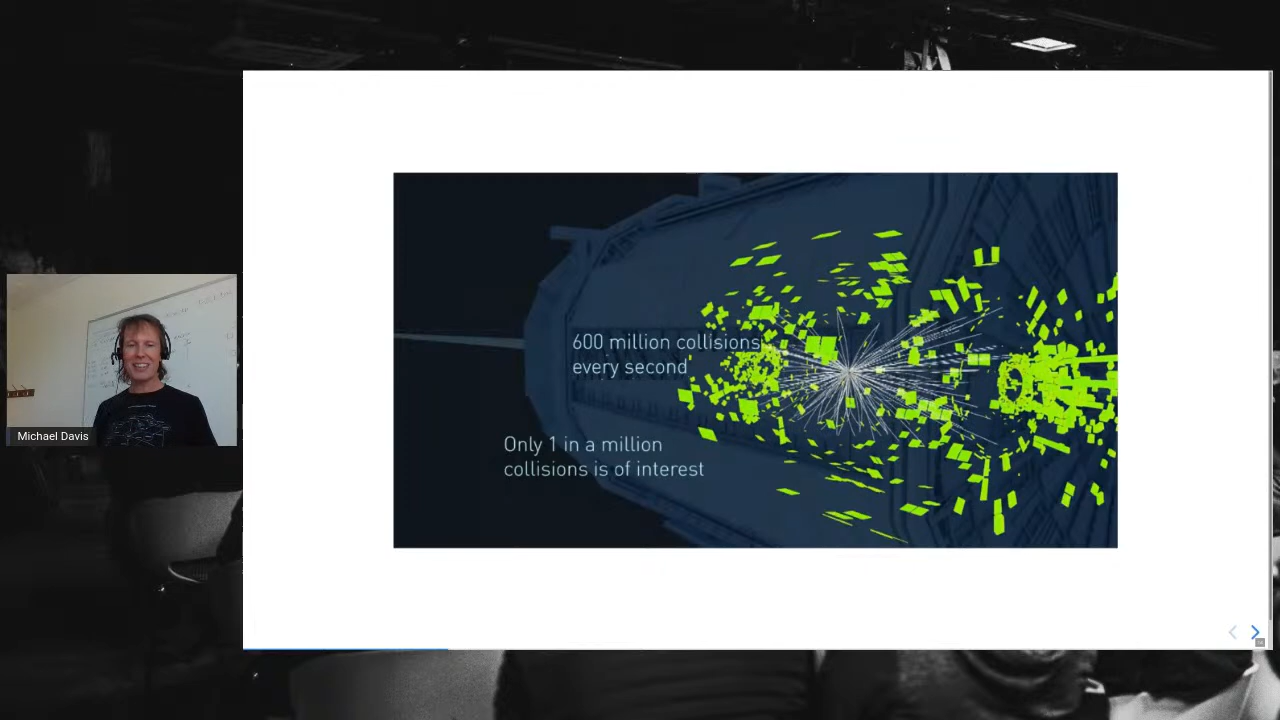 600 million collisions
every second
Only 1 in a million
collisions is of interest
Michael Davis